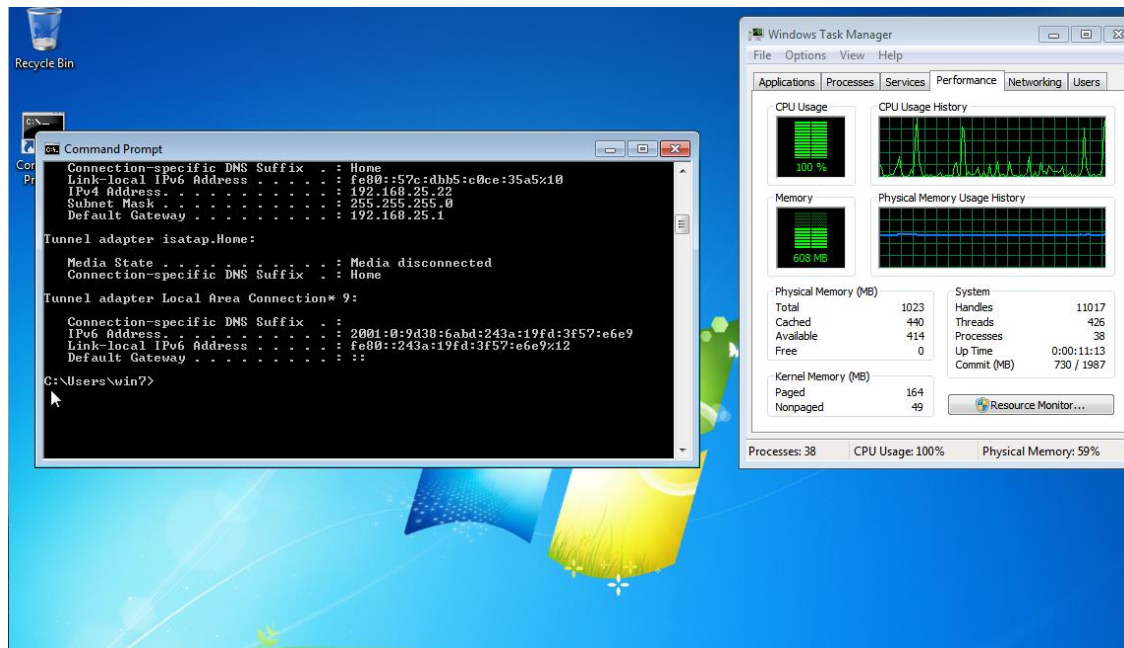 Recycle Bin
Command Prompt
Connection-specific DNS Suffix . : Home
Link-local IPv6 Address . . . . . : fe80::57c:dbb5:c0ce:35a5%10
IPv4 Address. . . . . . . . . . . : 192.168.25.22
Subnet Mask . . . . . . . . . . . : 255.255.255.0
Default Gateway . . . . . . . . . : 192.168.25.1
Tunnel adapter isatap.Home:
Media State . . . . . . . . . . . : Media disconnected
Connection-specific DNS Suffix . : Home
Tunnel adapter Local Area Connection* 9:
Connection-specific DNS Suffix . :
IPv6 Address. . . . . . . . . . . : 2001:0:9d38:6abd:243a:19fd:3f57:e6e9
Link-local IPv6 Address . . . . . : fe80::243a:19fd:3f57:e6e9%12
Default Gateway . . . . . . . . . : ::
C:\Users\win7>
Windows Task Manager
File Options View Help
Applications Processes Services Performance Networking Users
CPU Usage CPU Usage History
100 %
Memory Physical Memory Usage History
608 MB
Physical Memory (MB)
Total 1023
Cached 440
Available 414
Free 0
Kernel Memory (MB)
Paged 164
Nonpaged 49
System
Handles 11017
Threads 426
Processes 38
Up Time 0:00:11:13
Commit (MB) 730 / 1987
Resource Monitor...
Processes: 38 CPU Usage: 100% Physical Memory: 59%